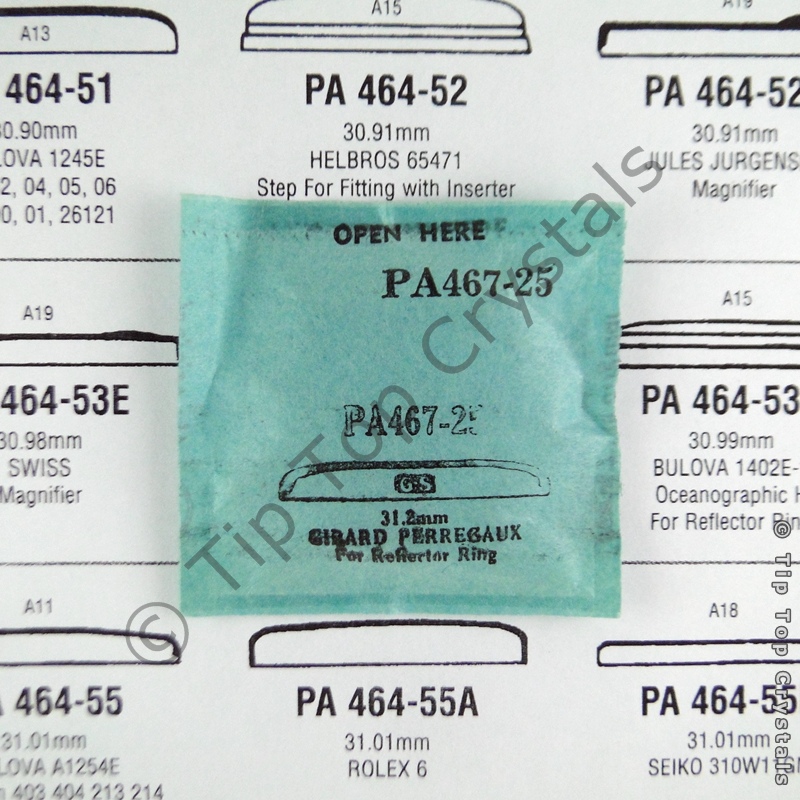 A13
A15
A19
464-51
PA 464-52
PA 464-52
30.90mm
30.91mm
30.91mm
LOVA 1245E
HELBROS 65471
JULES JURGENS
2, 04, 05, 06
Step For Fitting with Inserter
Magnifier
0, 01, 26121
OPEN HERE
PA467-25
A19
A15
464-53E
PA467-25
PA 464-53
30.98mm
30.99mm
SWISS
BULOVA 1402E-
Magnifier
Oceanographic H
For Reflector Ring
GS
31.2mm
GIRARD PERREGAUX
For Reflector Ring
A11
A18
464-55
PA 464-55A
PA 464-55
31.01mm
31.01mm
31.01mm
LOVA A1254E
ROLEX 6
SEIKO 310W1
403 404 213 214
© Tip Top Crystals
© Tip Top Crystals